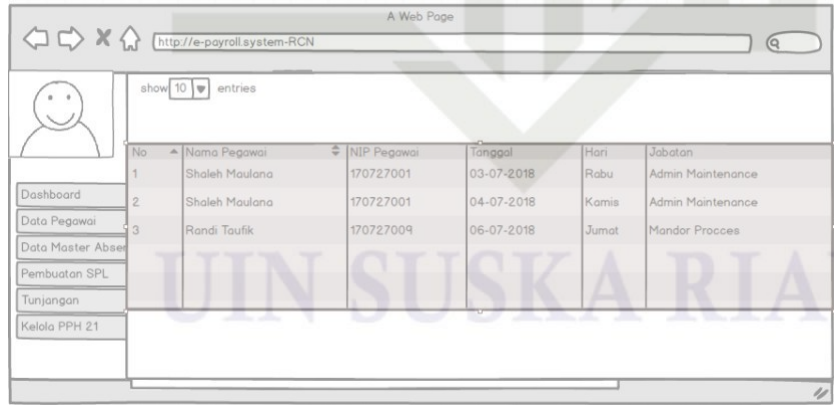 A Web Page
http://e-payroll.system-RCN
show 10 entries
No Nama Pegawai NIP Pegawai Tanggal Hari Jabatan
1 Shaleh Maulana 170727001 03-07-2018 Rabu Admin Maintenance
2 Shaleh Maulana 170727001 04-07-2018 Kamis Admin Maintenance
3 Randi Taufik 170727009 06-07-2018 Jumat Mandor Procces
Dashboard
Data Pegawai
Data Master Abser
Pembuatan SPL
Tunjangan
Kelola PPH 21
UIN SUSKA RIA